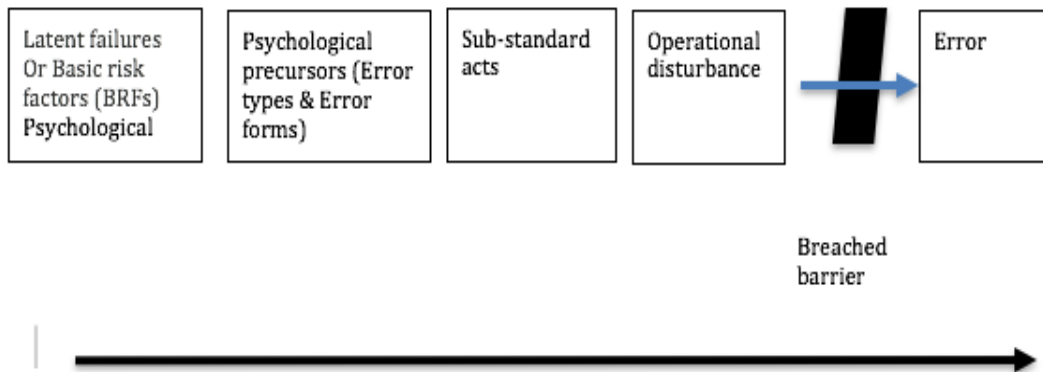 Latent failures
Or Basic risk
factors (BRFs)
Psychological
Psychological
precursors (Error
types & Error
forms)
Sub-standard
acts
Operational
disturbance
Error
Breached
barrier